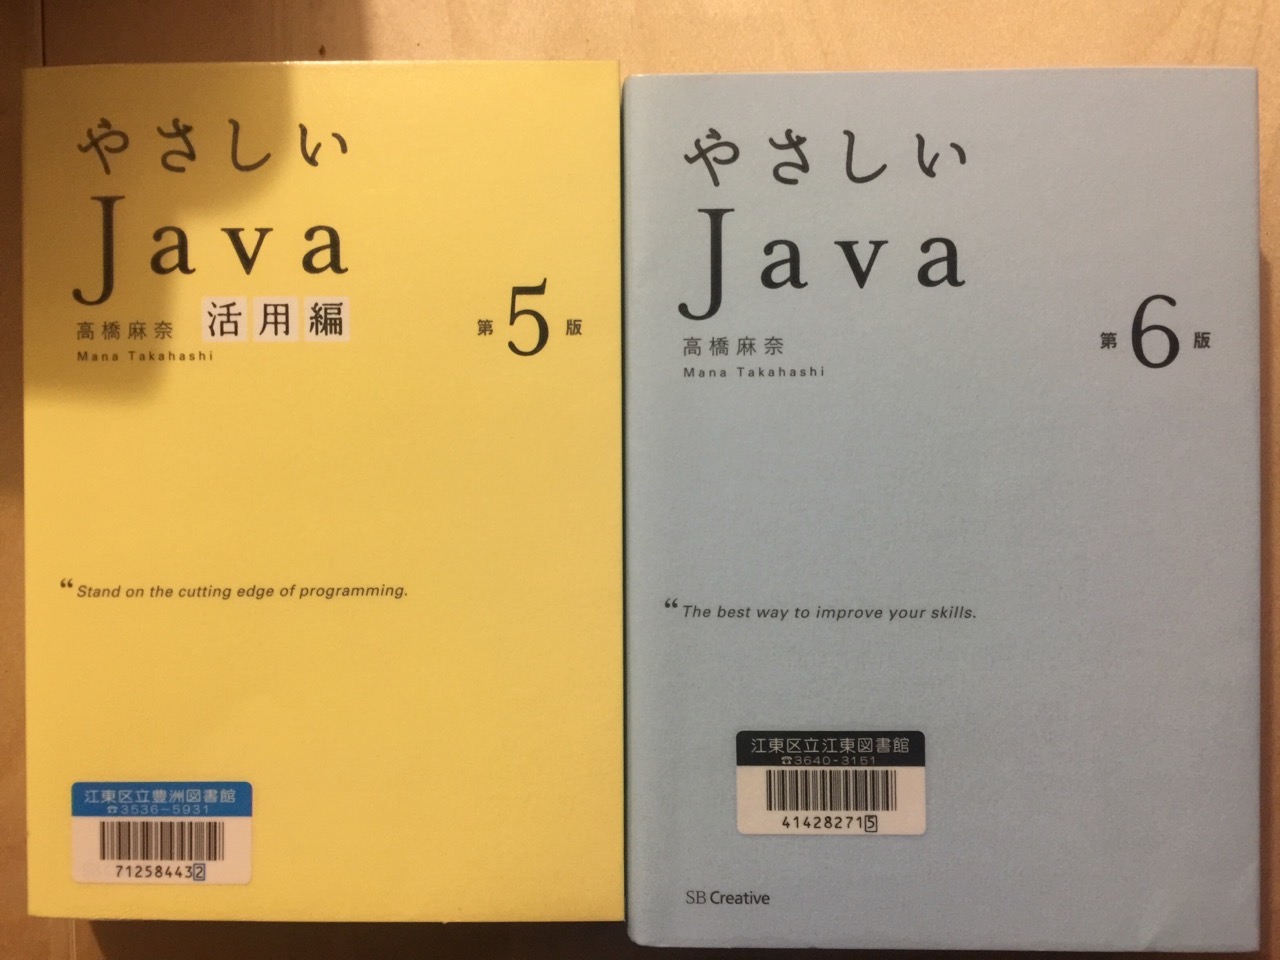 やさしい
Java
活用編
高橋麻奈
Mana Takahashi
第5版
“Stand on the cutting edge of programming.
江東区立豊洲図書館
☎3536-5931
712584432
やさしい
Java
高橋麻奈
Mana Takahashi
第6版
“The best way to improve your skills.
江東区立江東図書館
☎3640-3151
414282715
SB Creative